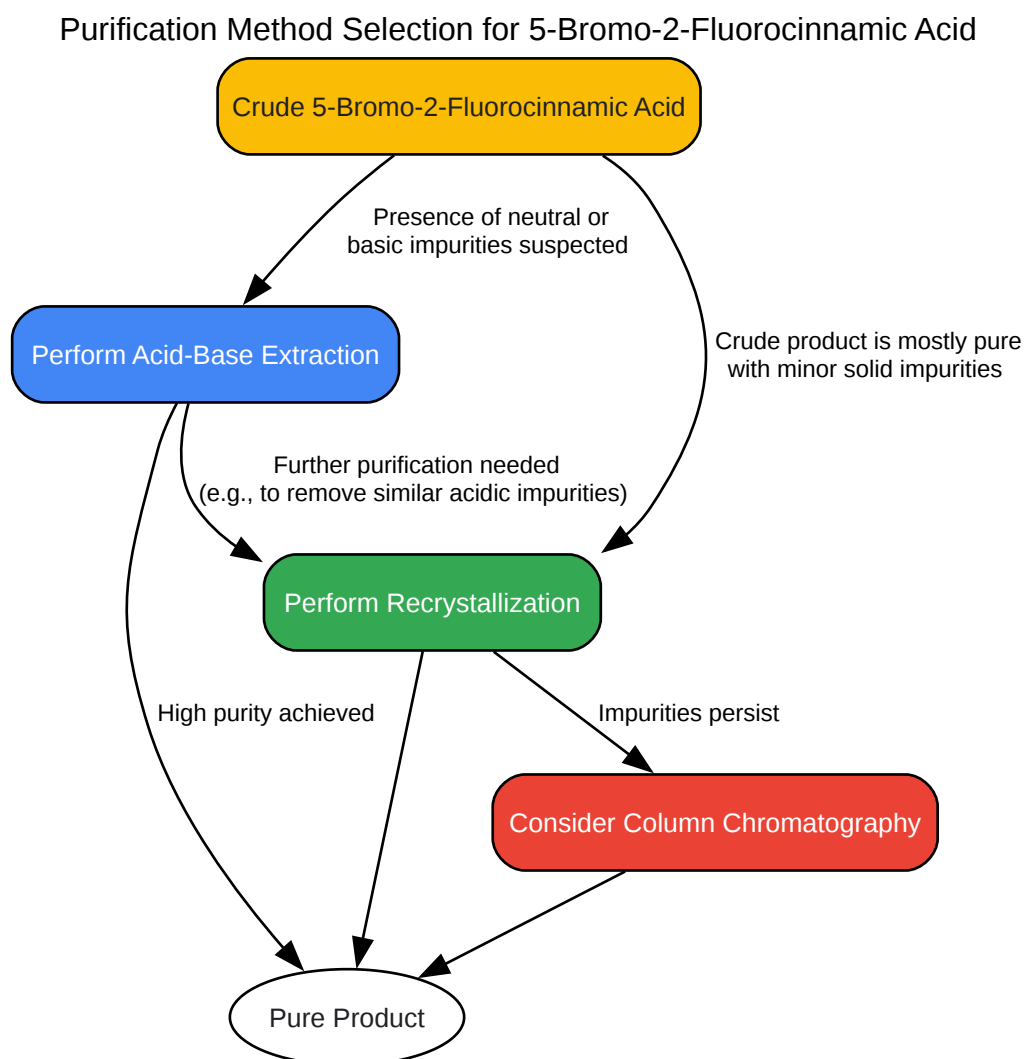 Purification Method Selection for 5-Bromo-2-Fluorocinnamic Acid
Crude 5-Bromo-2-Fluorocinnamic Acid
Presence of neutral or
basic impurities suspected
Perform Acid-Base Extraction
Crude product is mostly pure
with minor solid impurities
Further purification needed
(e.g., to remove similar acidic impurities)
Perform Recrystallization
High purity achieved
Impurities persist
Consider Column Chromatography
Pure Product